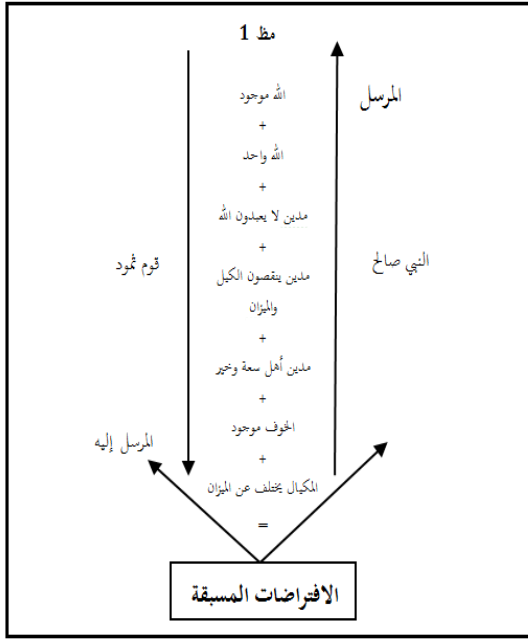 مظ 1
المرسل
الله موجود
+
الله واحد
+
مدين لا يعبدون الله
+
النبي صالح
قوم ثمود
مدين ينقصون الكيل
والميزان
+
مدين أهل سعة وخير
+
الخوف موجود
المرسل إليه
+
المكيال يختلف عن الميزان
=
الافتراضات المسبقة